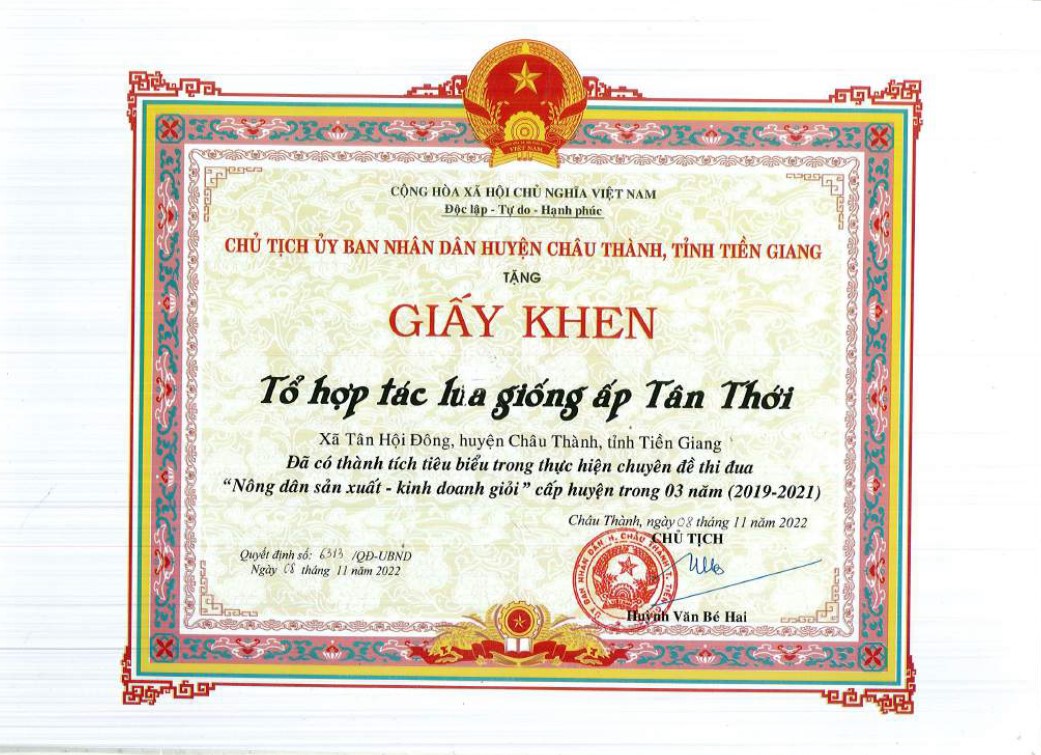 CỘNG HÒA XÃ HỘI CHỦ NGHĨA VIỆT NAM
Độc lập - Tự do - Hạnh phúc
CHỦ TỊCH ỦY BAN NHÂN DÂN HUYỆN CHÂU THÀNH, TỈNH TIỀN GIANG
TẶNG
GIẤY KHEN
Tổ hợp tác lúa giống ấp Tân Thới
Xã Tân Hội Đông, huyện Châu Thành, tỉnh Tiền Giang
Đã có thành tích tiêu biểu trong thực hiện chuyên đề thi đua
“Nông dân sản xuất - kinh doanh giỏi” cấp huyện trong 03 năm (2019-2021)
Châu Thành, ngày 08 tháng 11 năm 2022
CHỦ TỊCH
Quyết định số: 6313 /QĐ-UBND
Ngày 08 tháng 11 năm 2022
Huỳnh Văn Bé Hai